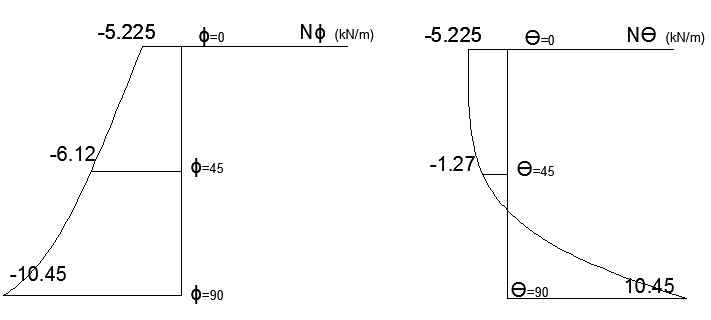 -5.225 ϕ=0 Nϕ (kN/m)
-6.12 ϕ=45
-10.45
ϕ=90
-5.225 Θ=0 NΘ (kN/m)
-1.27 Θ=45
Θ=90 10.45